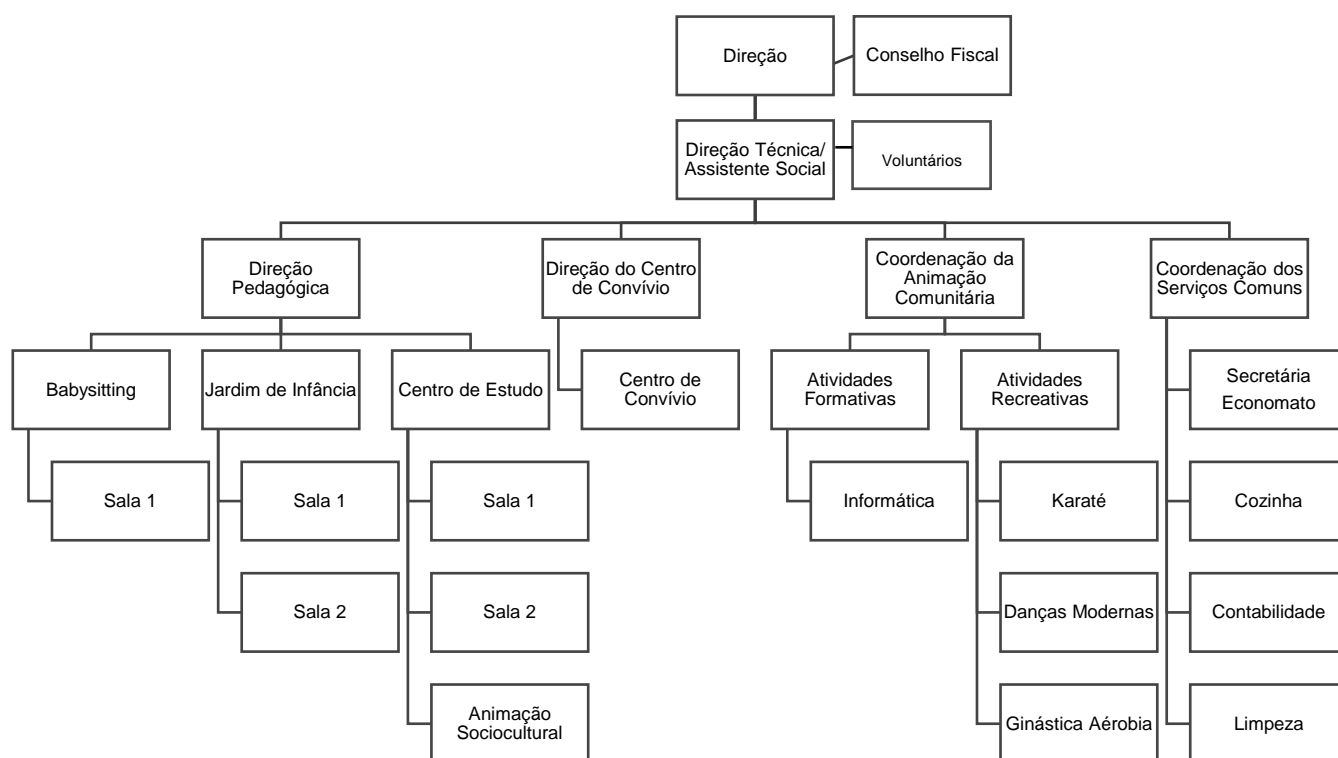 Direção
Conselho Fiscal
Direção Técnica/
Assistente Social
Voluntários
Direção
Pedagógica
Direção do Centro
de Convívio
Coordenação da
Animação
Comunitária
Coordenação dos
Serviços Comuns
Babysitting
Jardim de Infância
Centro de Estudo
Centro de
Convívio
Atividades
Formativas
Atividades
Recreativas
Secretária
Economato
Sala 1
Sala 1
Sala 1
Informática
Karaté
Cozinha
Sala 2
Sala 2
Danças Modernas
Contabilidade
Animação
Sociocultural
Ginástica Aérobia
Limpeza